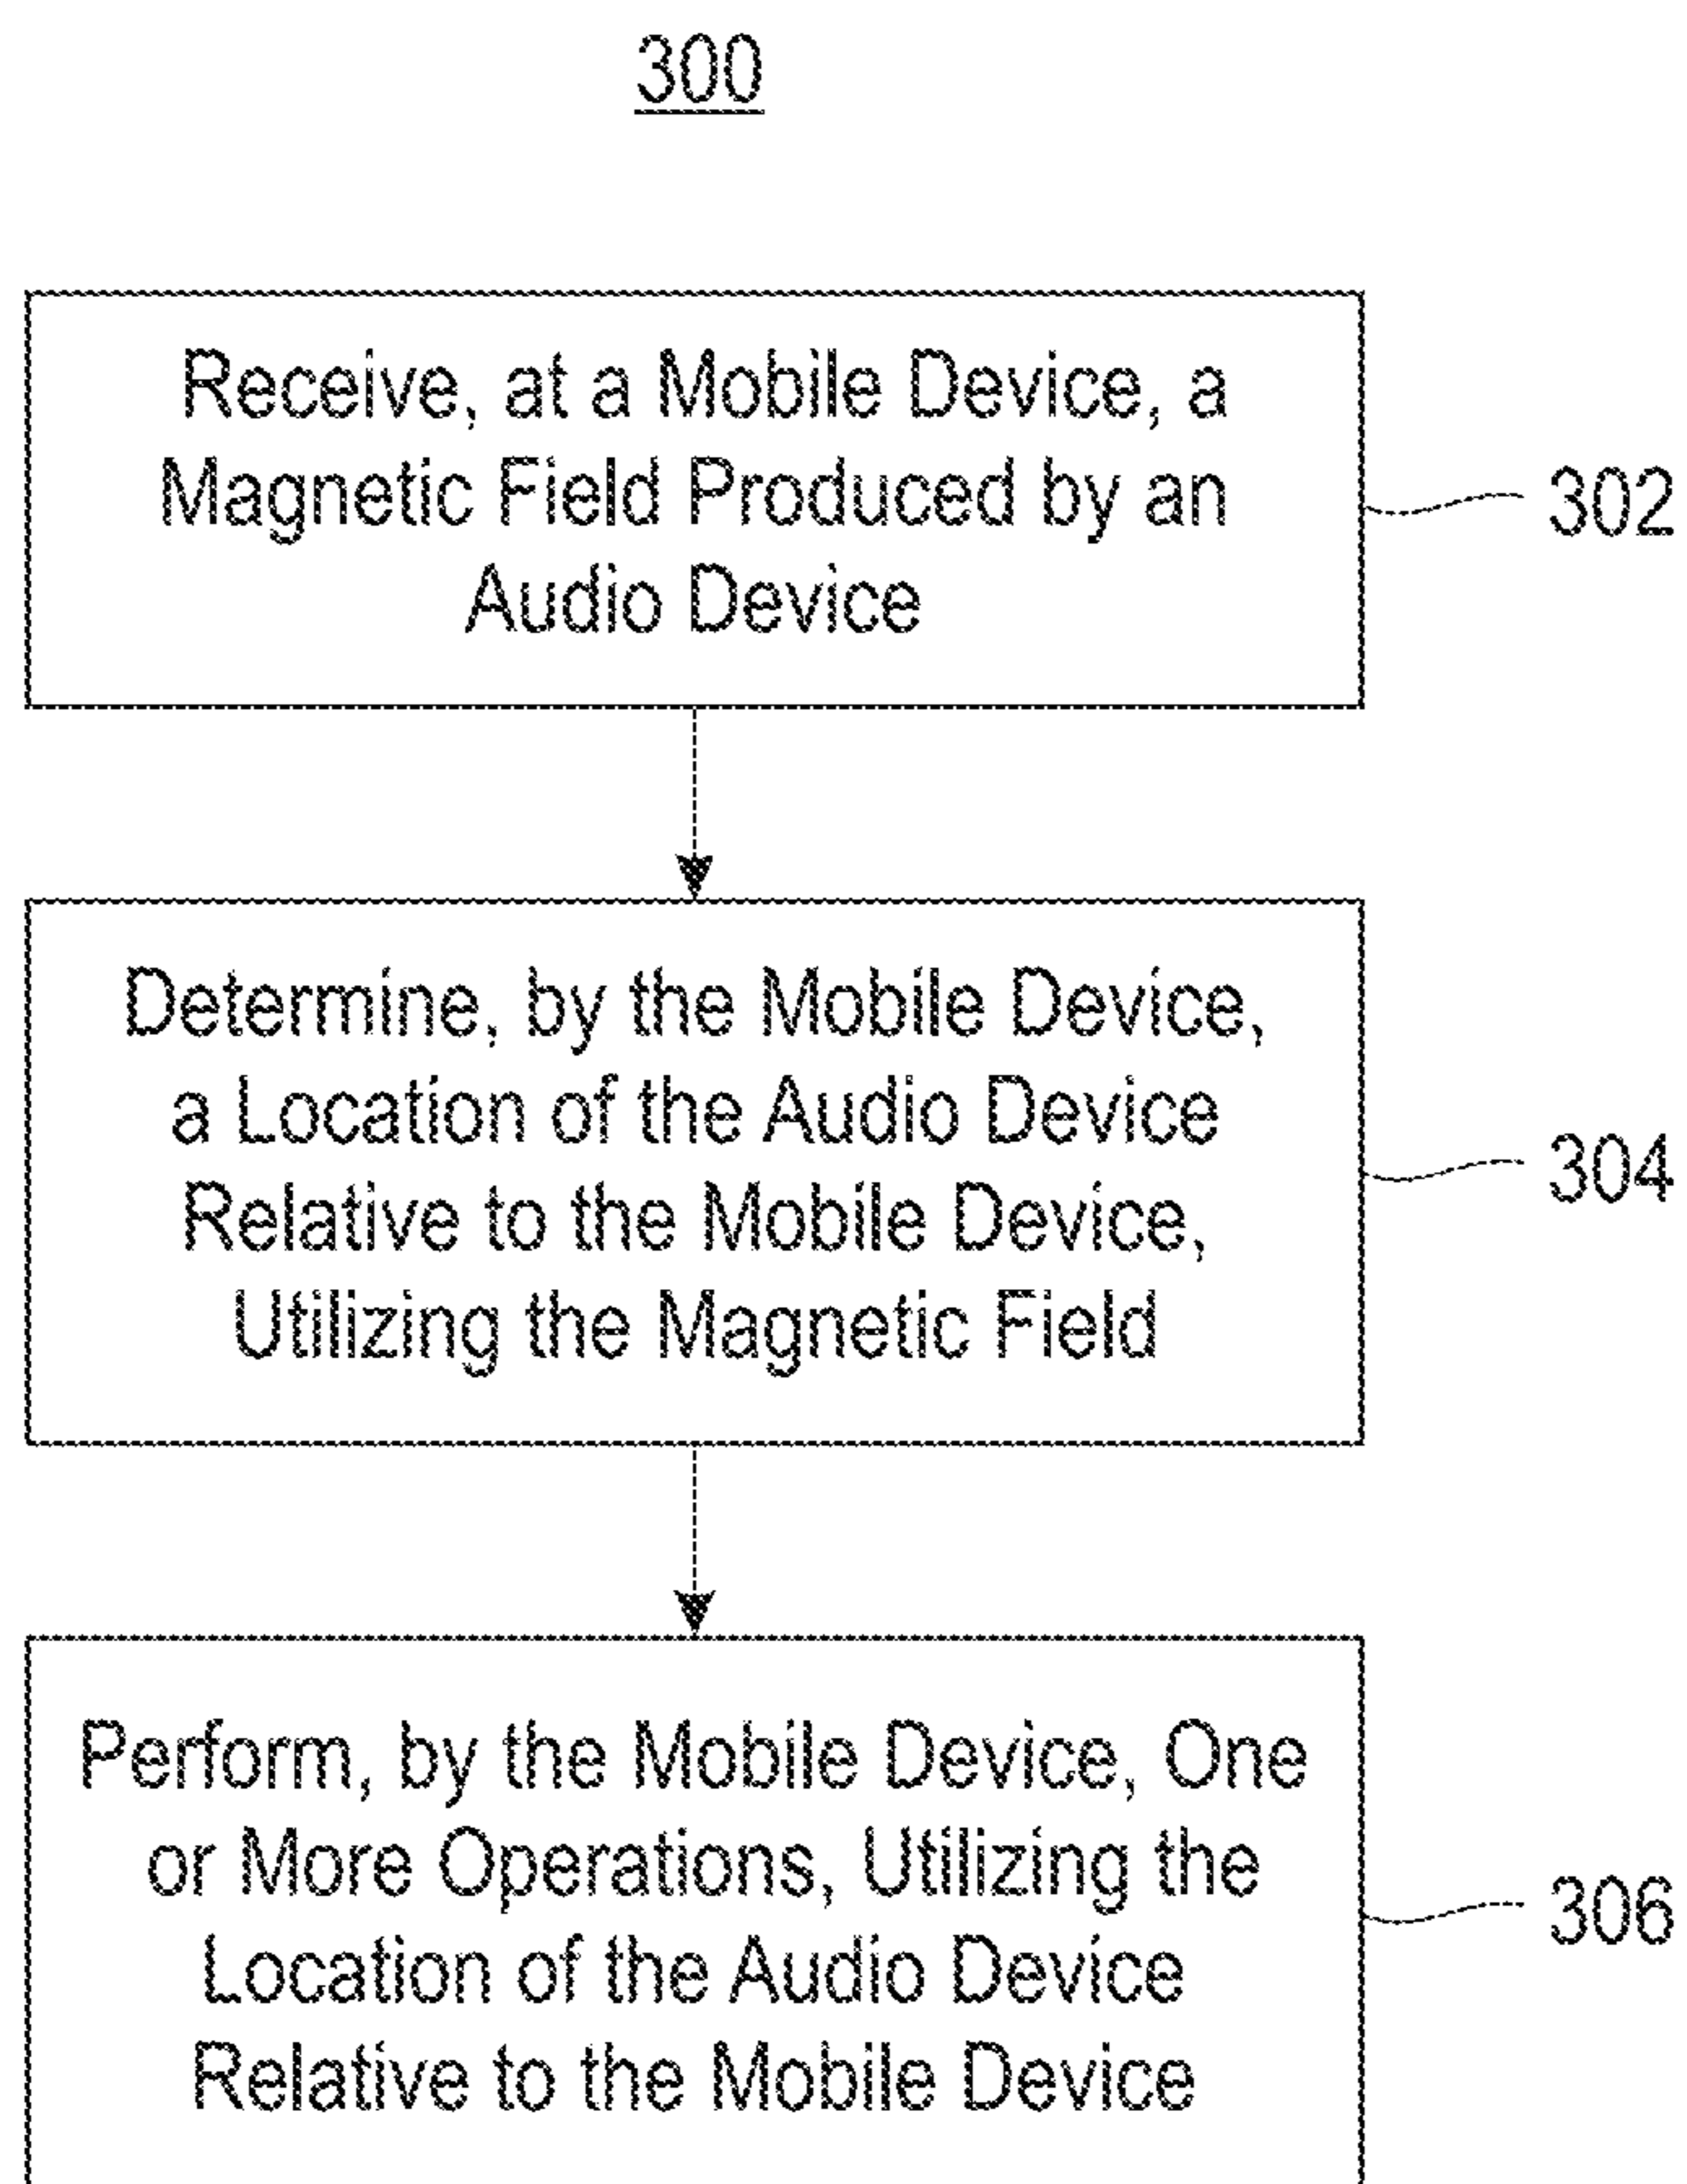 300
Receive, at a Mobile Device, a
Magnetic Field Produced by an
Audio Device
302
Determine, by the Mobile Device,
a Location of the Audio Device
Relative to the Mobile Device,
Utilizing the Magnetic Field
304
Perform, by the Mobile Device, One
or More Operations, Utilizing the
Location of the Audio Device
Relative to the Mobile Device
306